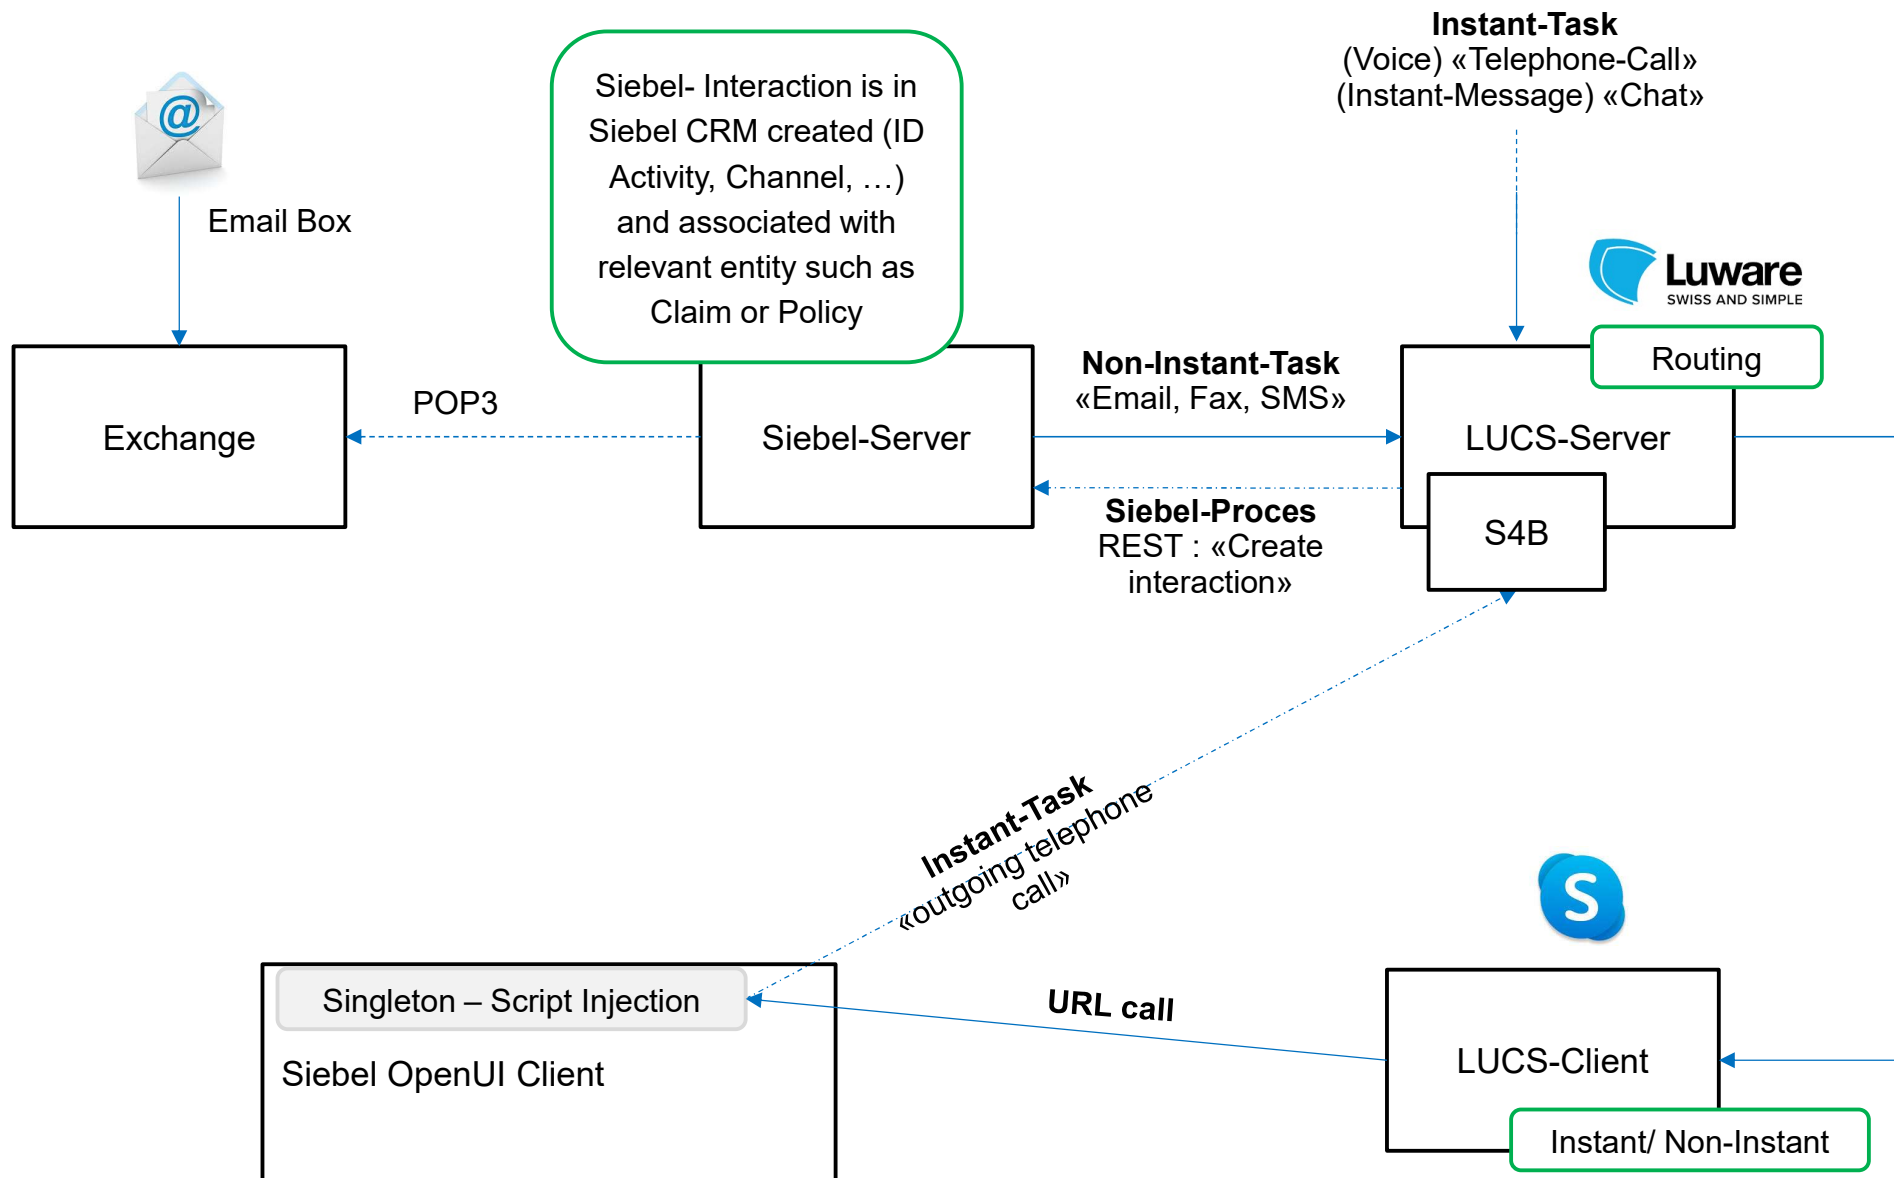 Instant-Task
(Voice) «Telephone-Call»
(Instant-Message) «Chat»
Siebel- Interaction is in
Siebel CRM created (ID
Activity, Channel, …)
and associated with
relevant entity such as
Claim or Policy
@
Email Box
Luware
SWISS AND SIMPLE
Routing
Exchange
POP3
Siebel-Server
Non-Instant-Task
«Email, Fax, SMS»
LUCS-Server
Siebel-Proces
REST : «Create
interaction»
S4B
Instant-Task
«outgoing telephone
call»
S
Singleton – Script Injection
Siebel OpenUI Client
URL call
LUCS-Client
Instant/ Non-Instant